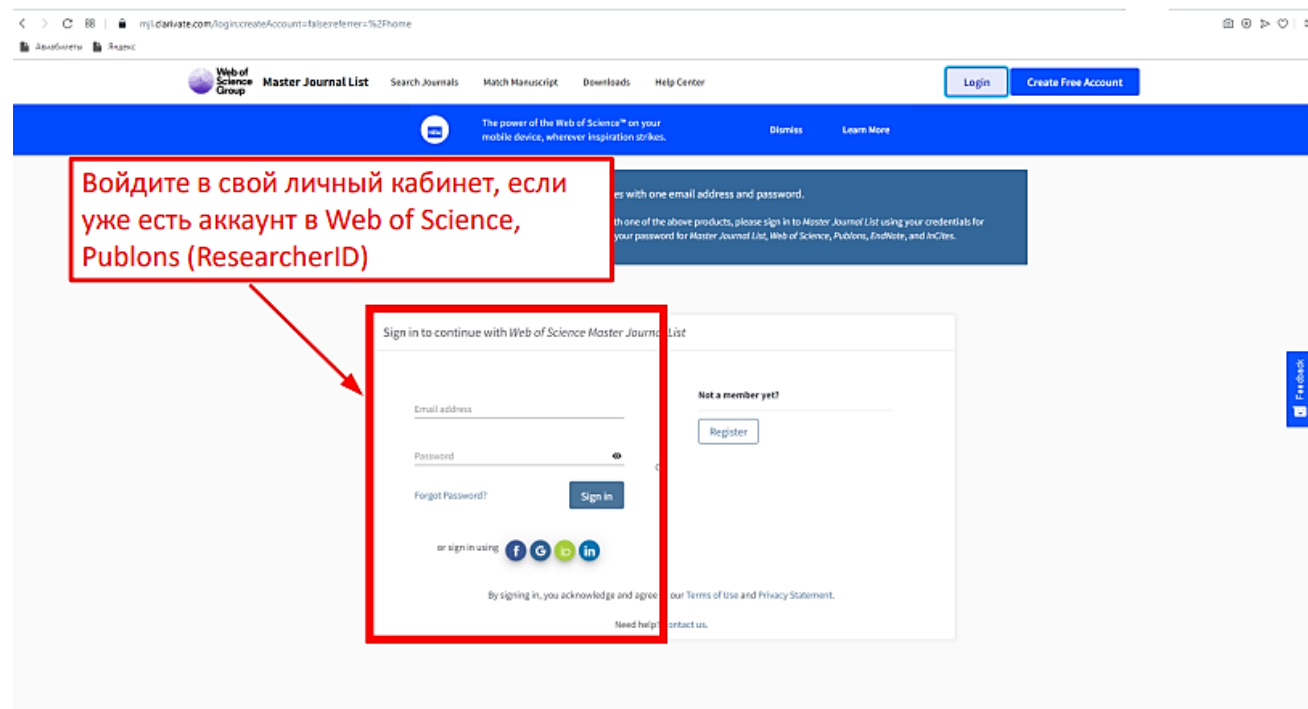 mjl.clarivate.com/login;createAccount=false;referrer=%2Fhome
Авиабилеты Яндекс
Web of
Science
Group
Master Journal List Search Journals Match Manuscript Downloads Help Center Login Create Free Account
The power of the Web of Science™ on your
mobile device, wherever inspiration strikes.
Dismiss Learn More
Войдите в свой личный кабинет, если
уже есть аккаунт в Web of Science,
Publons (ResearcherID)
with one email address and password.
one of the above products, please sign in to Master Journal List using your credentials for
your password for Master Journal List, Web of Science, Publons, EndNote, and InCites.
Sign in to continue with Web of Science Master Journal List
Email address
Password
Forgot Password? Sign in
or sign in using f G iD in
Not a member yet?
Register
By signing in, you acknowledge and agree our Terms of Use and Privacy Statement.
Need help? Contact us.
Feedback